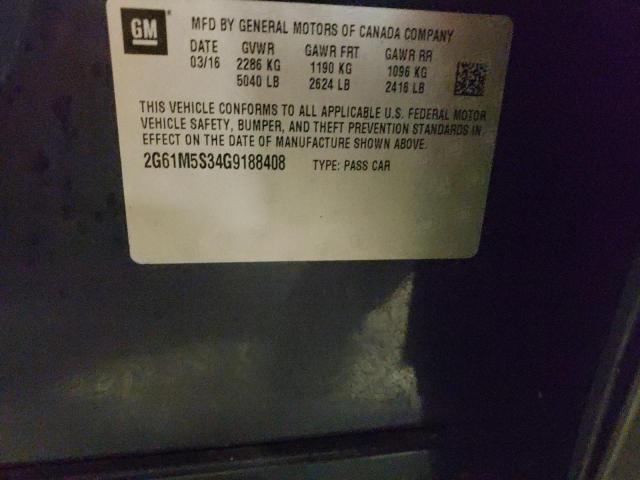 GM
MFD BY GENERAL MOTORS OF CANADA COMPANY
DATE GVWR GAWR FRT GAWR RR
03/16 2286 KG 1190 KG 1096 KG
5040 LB 2624 LB 2416 LB
THIS VEHICLE CONFORMS TO ALL APPLICABLE U.S. FEDERAL MOTOR
VEHICLE SAFETY, BUMPER, AND THEFT PREVENTION STANDARDS IN
EFFECT ON THE DATE OF MANUFACTURE SHOWN ABOVE.
2G61M5S34G9188408 TYPE: PASS CAR